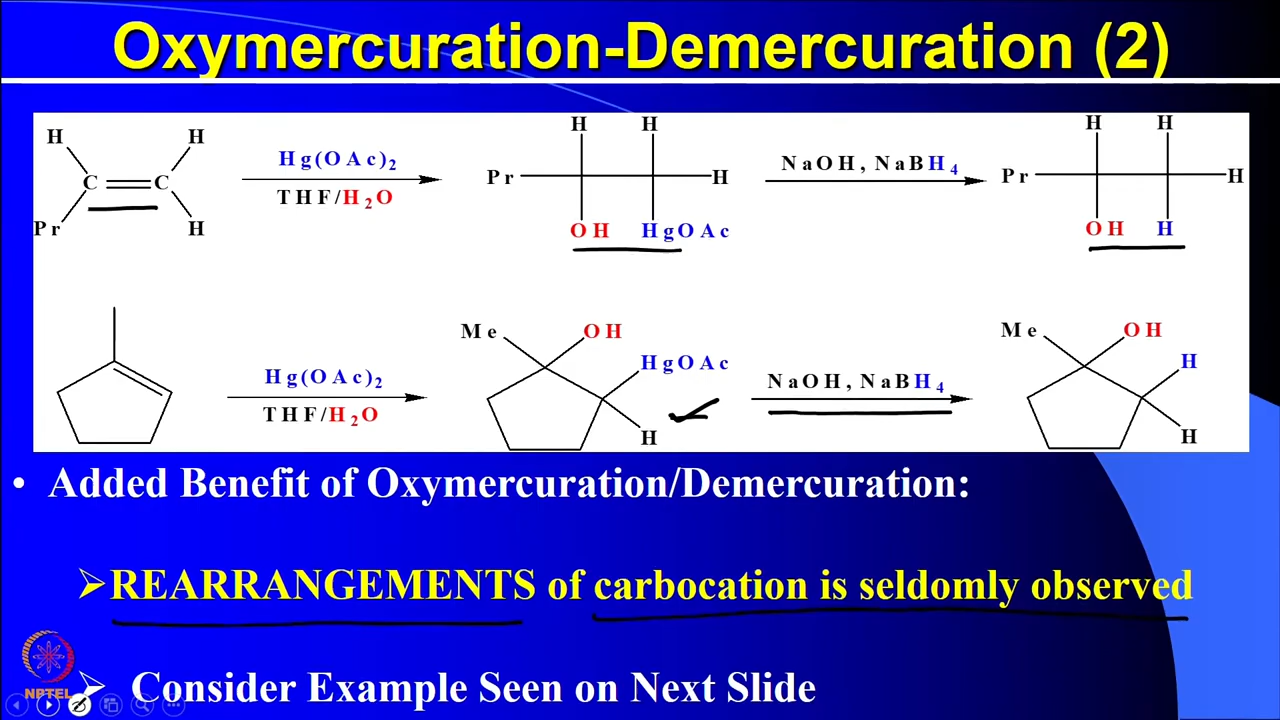 Oxymercuration-Demercuration (2)
H H Hg(OAc)2 H H NaOH, NaBH4 H H
C C THF/H2O Pr H Pr H
Pr H OH HgOAc OH H
Me OH Me OH
Hg(OAc)2 HgOAc NaOH, NaBH4 H
THF/H2O H H
• Added Benefit of Oxymercuration/Demercuration:
➢REARRANGEMENTS of carbocation is seldomly observed
➢ Consider Example Seen on Next Slide
NPTEL